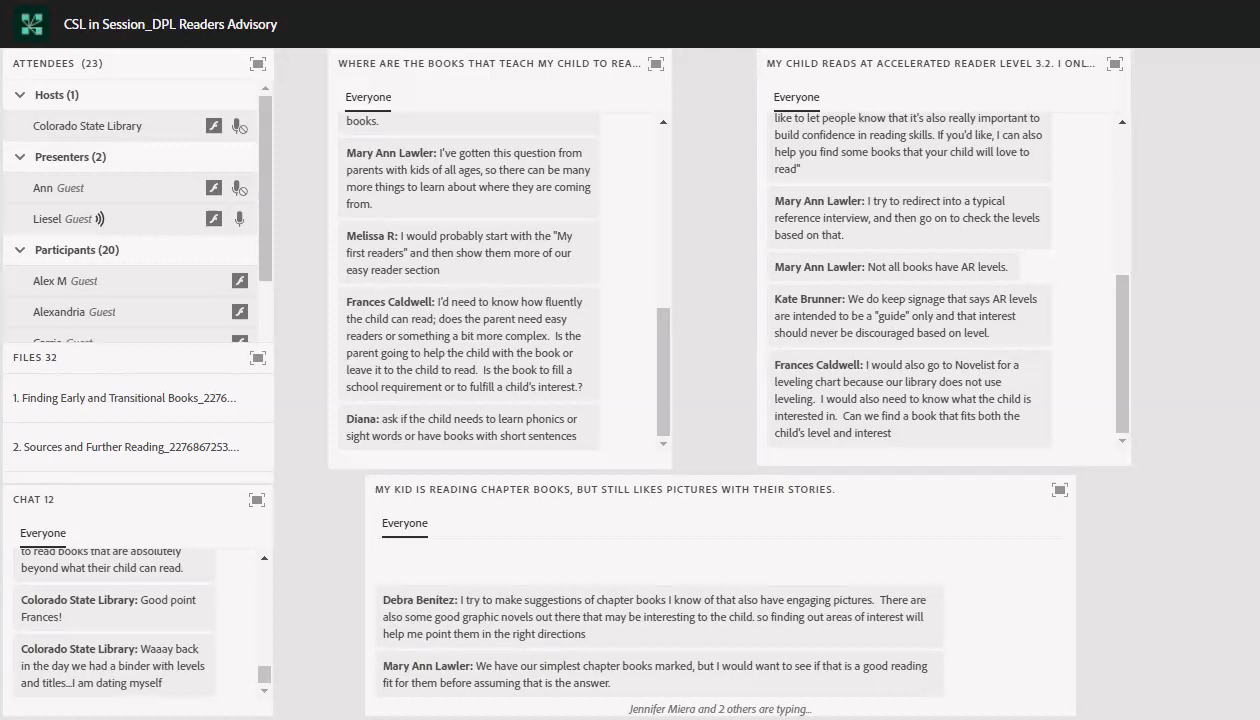 CSL in Session_DPL Readers Advisory
ATTENDEES (23)
Hosts (1)
Colorado State Library
Presenters (2)
Ann Guest
Liesel Guest
Participants (20)
Alex M Guest
Alexandria Guest
FILES 32
1. Finding Early and Transitional Books_2276...
2. Sources and Further Reading_2276867253....
CHAT 12
Everyone
to read books that are absolutely
beyond what their child can read.
Colorado State Library: Good point
Frances!
Colorado State Library: Waaay back
in the day we had a binder with levels
and titles...I am dating myself
WHERE ARE THE BOOKS THAT TEACH MY CHILD TO REA...
Everyone
books.
Mary Ann Lawler: I've gotten this question from
parents with kids of all ages, so there can be many
more things to learn about where they are coming
from.
Melissa R: I would probably start with the "My
first readers" and then show them more of our
easy reader section
Frances Caldwell: I'd need to know how fluently
the child can read; does the parent need easy
readers or something a bit more complex. Is the
parent going to help the child with the book or
leave it to the child to read. Is the book to fill a
school requirement or to fulfill a child's interest.?
Diana: ask if the child needs to learn phonics or
sight words or have books with short sentences
MY CHILD READS AT ACCELERATED READER LEVEL 3.2. I ONL...
Everyone
like to let people know that it's also really important to
build confidence in reading skills. If you'd like, I can also
help you find some books that your child will love to
read"
Mary Ann Lawler: I try to redirect into a typical
reference interview, and then go on to check the levels
based on that.
Mary Ann Lawler: Not all books have AR levels.
Kate Brunner: We do keep signage that says AR levels
are intended to be a "guide" only and that interest
should never be discouraged based on level.
Frances Caldwell: I would also go to Novelist for a
leveling chart because our library does not use
leveling. I would also need to know what the child is
interested in. Can we find a book that fits both the
child's level and interest
MY KID IS READING CHAPTER BOOKS, BUT STILL LIKES PICTURES WITH THEIR STORIES.
Everyone
Debra Benitez: I try to make suggestions of chapter books I know of that also have engaging pictures. There are
also some good graphic novels out there that may be interesting to the child. so finding out areas of interest will
help me point them in the right directions
Mary Ann Lawler: We have our simplest chapter books marked, but I would want to see if that is a good reading
fit for them before assuming that is the answer.
Jennifer Miera and 2 others are typing...